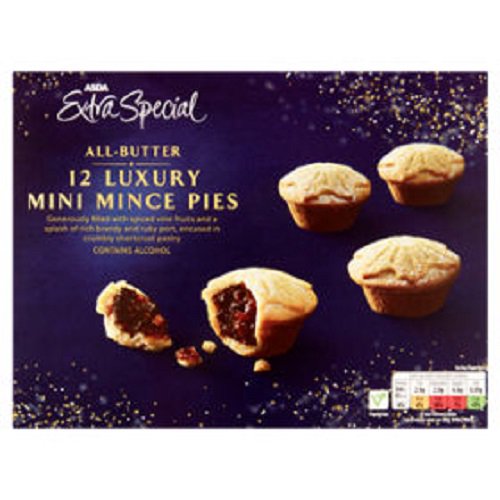 ASDA
Extra Special
ALL-BUTTER
12 LUXURY
MINI MINCE PIES
Generously filled with spiced vine fruits and a
splash of rich brandy and ruby port, encased in
crumbly shortcrust pastry
CONTAINS ALCOHOL